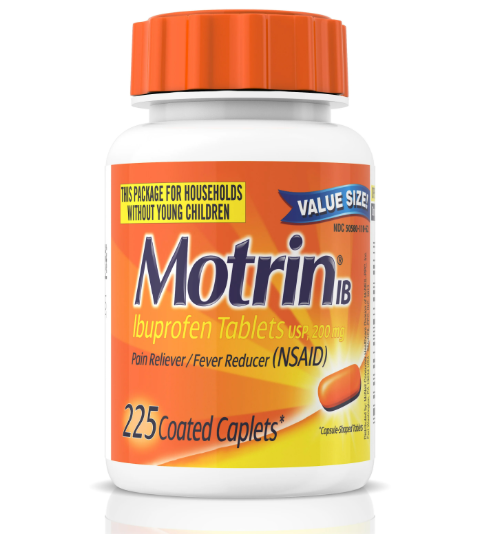 THIS PACKAGE FOR HOUSEHOLDS
WITHOUT YOUNG CHILDREN
VALUE SIZE!
NDC
Motrin® IB
Ibuprofen Tablets USP 200 mg
Pain Reliever/Fever Reducer (NSAID)
225 Coated Caplets*
*Capsule-Shaped Tablets